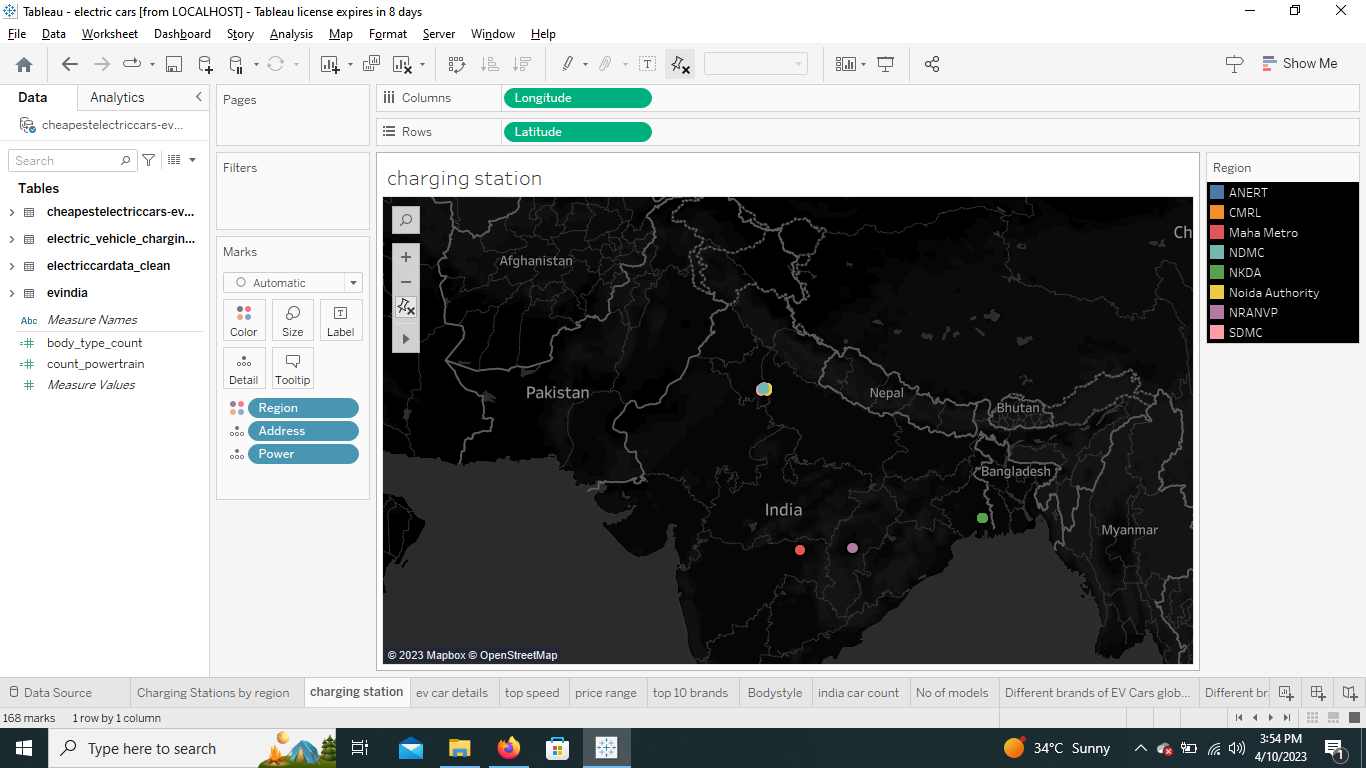 Tableau - electric cars [from LOCALHOST] - Tableau license expires in 8 days
File Data Worksheet Dashboard Story Analysis Map Format Server Window Help
Show Me
Data Analytics
cheapestelectriccars-ev...
Search
Tables
cheapestelectriccars-ev...
electric_vehicle_chargin...
electriccardata_clean
evindia
Abc Measure Names
body_type_count
count_powertrain
Measure Values
Pages
Filters
Marks
Automatic
Color Size Label
Detail Tooltip
Region
Address
Power
Columns Longitude
Rows Latitude
charging station
Afghanistan
Ch
Pakistan
Nepal
Bhutan
Bangladesh
India
Myanmar
© 2023 Mapbox © OpenStreetMap
Region
ANERT
CMRL
Maha Metro
NDMC
NKDA
Noida Authority
NRANVP
SDMC
Data Source Charging Stations by region charging station ev car details top speed price range top 10 brands Bodystyle india car count No of models Different brands of EV Cars glob... Different br
168 marks 1 row by 1 column
Type here to search
34°C Sunny
3:54 PM
4/10/2023
1